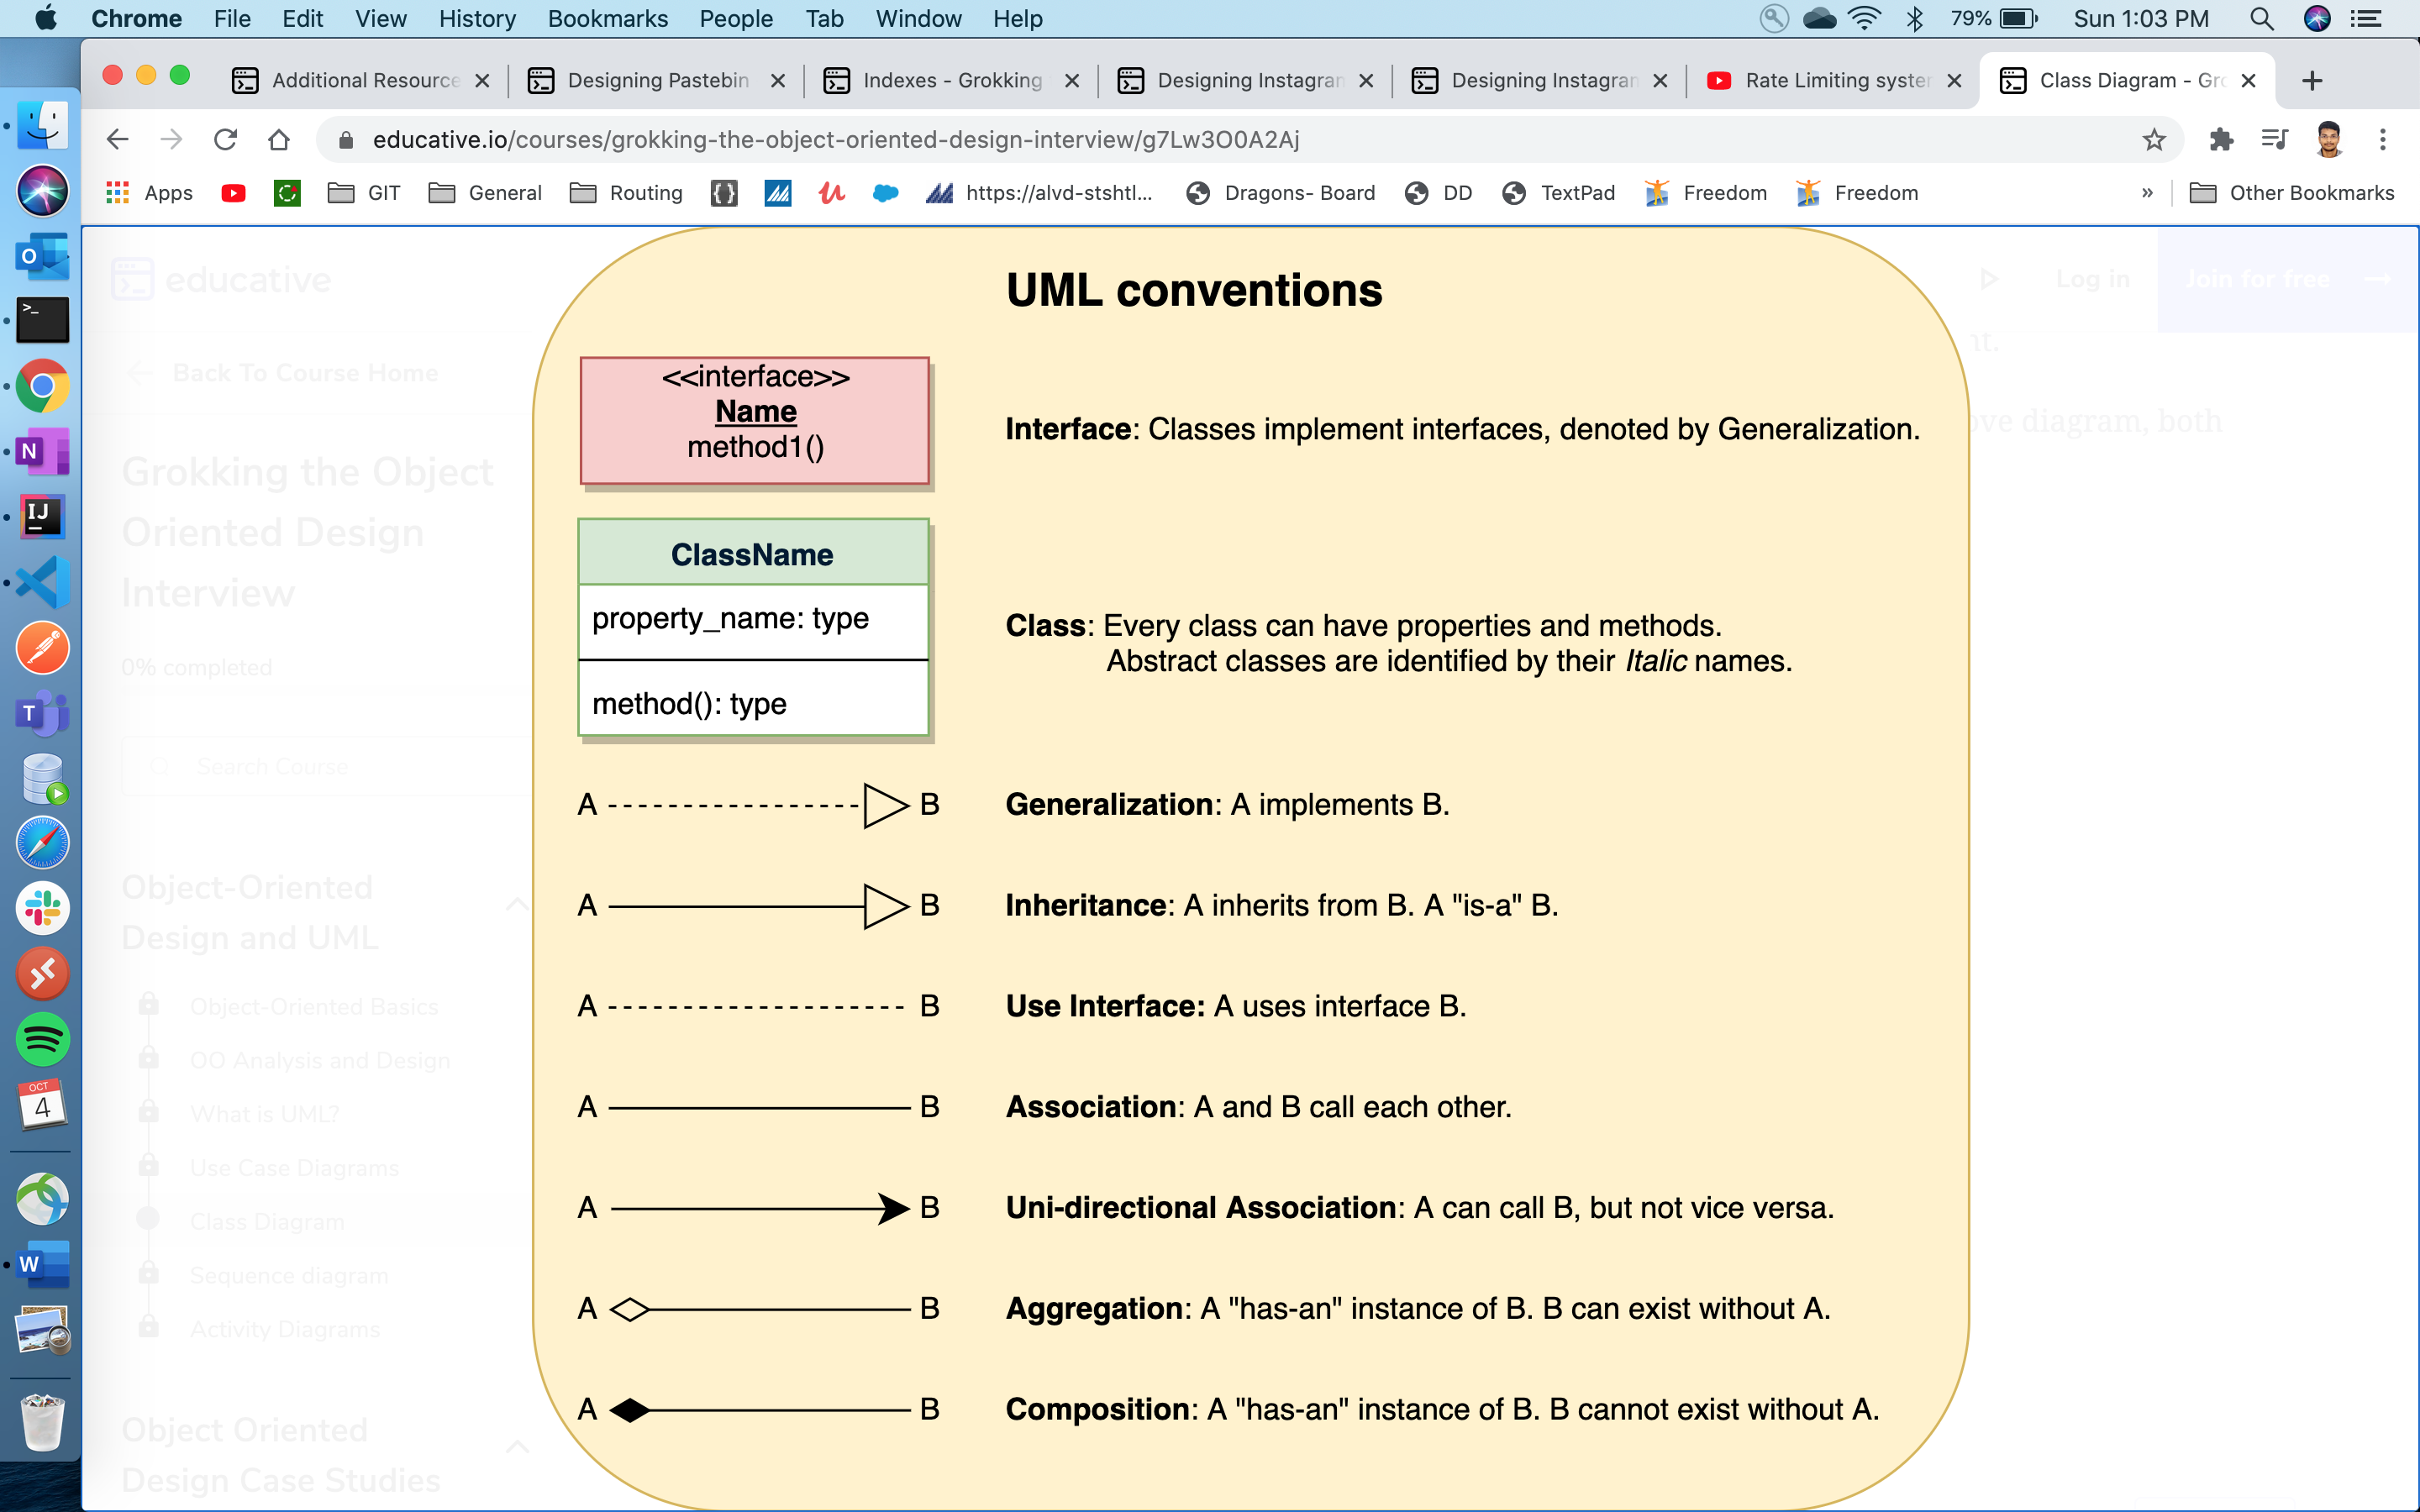 Chrome File Edit View History Bookmarks People Tab Window Help
79% Sun 1:03 PM
Additional Resource
Designing Pastebin
Indexes - Grokking
Designing Instagran
Designing Instagran
Rate Limiting syster
Class Diagram - Gro
educative.io/courses/grokking-the-object-oriented-design-interview/g7Lw3O0A2Aj
Apps GIT General Routing https://alvd-stshtl... Dragons- Board DD TextPad Freedom Freedom » Other Bookmarks
educative
Log in
Join for free
Back To Course Home
nt.
ove diagram, both
Grokking the Object
Oriented Design
Interview
0% completed
Search Course
Object-Oriented
Design and UML
Object-Oriented Basics
OO Analysis and Design
What is UML?
Use Case Diagrams
Class Diagram
Sequence diagram
Activity Diagrams
Object Oriented
Design Case Studies
OCT
4
UML conventions
<<interface>>
Name
method1()
Interface: Classes implement interfaces, denoted by Generalization.
ClassName
property_name: type
method(): type
Class: Every class can have properties and methods.
Abstract classes are identified by their Italic names.
A B Generalization: A implements B.
A B Inheritance: A inherits from B. A "is-a" B.
A B Use Interface: A uses interface B.
A B Association: A and B call each other.
A B Uni-directional Association: A can call B, but not vice versa.
A B Aggregation: A "has-an" instance of B. B can exist without A.
A B Composition: A "has-an" instance of B. B cannot exist without A.